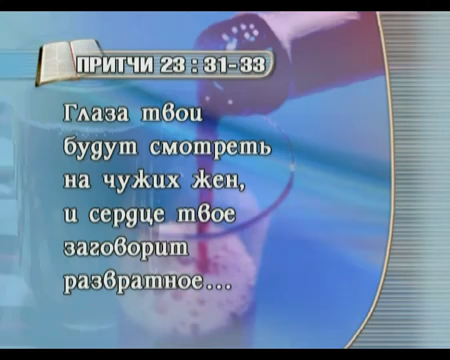 ПРИТЧИ 23 : 31-33
Глаза твои
будут смотреть
на чужих жен,
и сердце твое
заговорит
развратное...